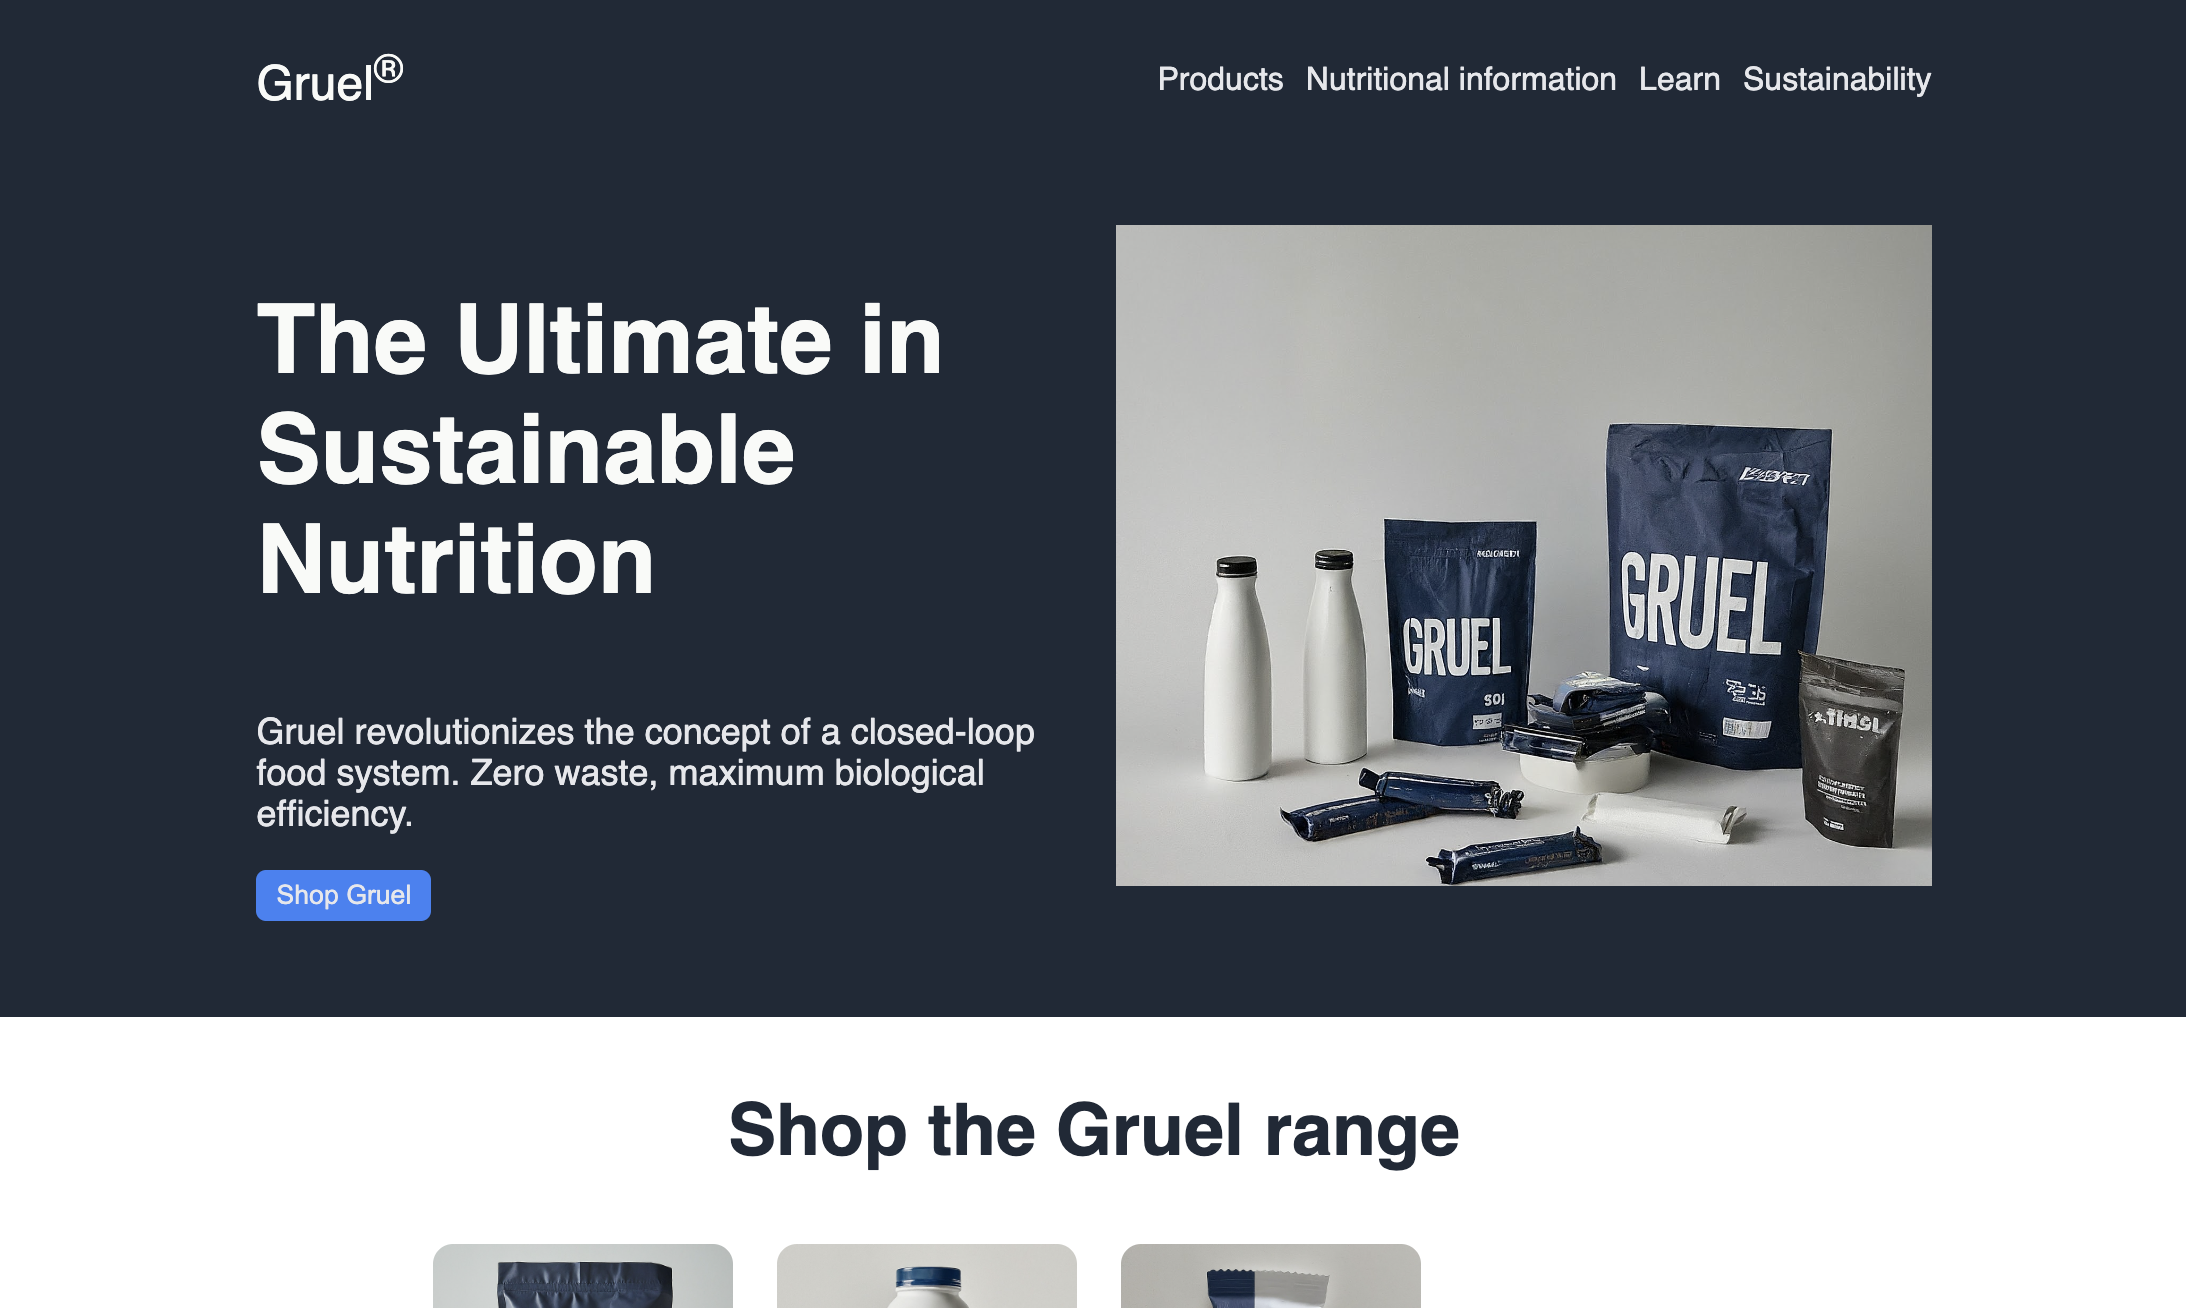 Gruel®
Products Nutritional information Learn Sustainability
The Ultimate in
Sustainable
Nutrition
Gruel revolutionizes the concept of a closed-loop
food system. Zero waste, maximum biological
efficiency.
Shop Gruel
GRUEL
GRUEL
Shop the Gruel range